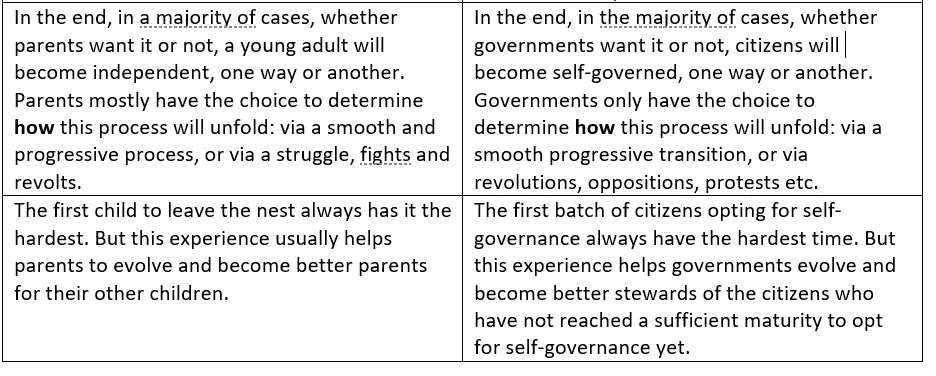 In the end, in a majority of cases, whether
parents want it or not, a young adult will
become independent, one way or another.
Parents mostly have the choice to determine
how this process will unfold: via a smooth and
progressive process, or via a struggle, fights and
revolts.
In the end, in the majority of cases, whether
governments want it or not, citizens will
become self-governed, one way or another.
Governments only have the choice to
determine how this process will unfold: via a
smooth progressive transition, or via
revolutions, oppositions, protests etc.
The first child to leave the nest always has it the
hardest. But this experience usually helps
parents to evolve and become better parents
for their other children.
The first batch of citizens opting for self-
governance always have the hardest time. But
this experience helps governments evolve and
become better stewards of the citizens who
have not reached a sufficient maturity to opt
for self-governance yet.